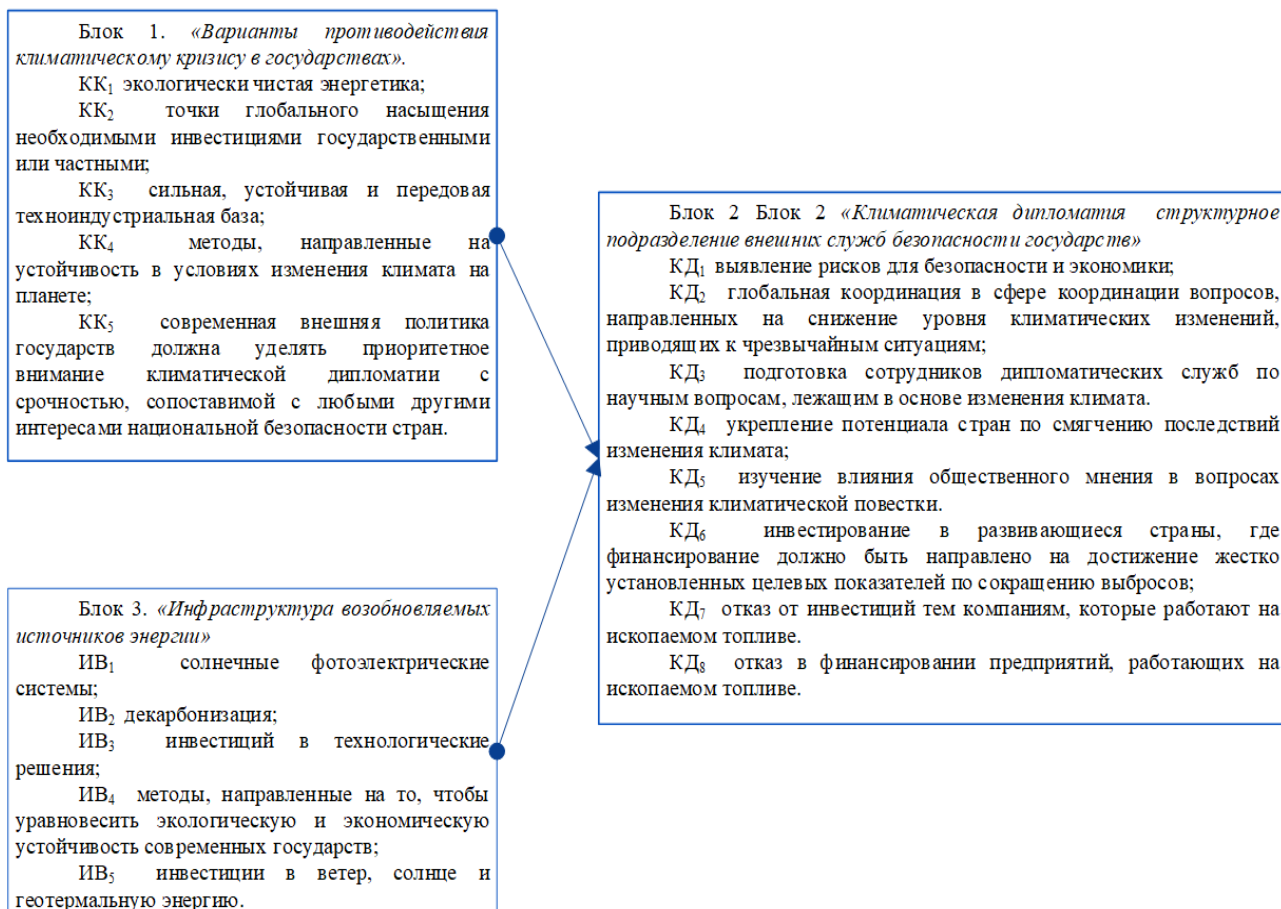 Блок 1. «Варианты противодействия
климатическому кризису в государствах».
КК1 экологически чистая энергетика;
КК2 точки глобального насыщения
необходимыми инвестициями государственными
или частными;
КК3 сильная, устойчивая и передовая
техноиндустриальная база;
КК4 методы, направленные на
устойчивость в условиях изменения климата на
планете;
КК5 современная внешняя политика
государств должна уделять приоритетное
внимание климатической дипломатии с
срочностью, сопоставимой с любыми другими
интересами национальной безопасности стран.
Блок 2 Блок 2 «Климатическая дипломатия структурное
подразделение внешних служб безопасности государств»
КД1 выявление рисков для безопасности и экономики;
КД2 глобальная координация в сфере координации вопросов,
направленных на снижение уровня климатических изменений,
приводящих к чрезвычайным ситуациям;
КД3 подготовка сотрудников дипломатических служб по
научным вопросам, лежащим в основе изменения климата.
КД4 укрепление потенциала стран по смягчению последствий
изменения климата;
КД5 изучение влияния общественного мнения в вопросах
изменения климатической повестки.
КД6 инвестирование в развивающиеся страны, где
финансирование должно быть направлено на достижение жестко
установленных целевых показателей по сокращению выбросов;
КД7 отказ от инвестиций тем компаниям, которые работают на
ископаемом топливе.
КД8 отказ в финансировании предприятий, работающих на
ископаемом топливе.
Блок 3. «Инфраструктура возобновляемых
источников энергии»
ИВ1 солнечные фотоэлектрические
системы;
ИВ2 декарбонизация;
ИВ3 инвестиций в технологические
решения;
ИВ4 методы, направленные на то, чтобы
уравновесить экологическую и экономическую
устойчивость современных государств;
ИВ5 инвестиции в ветер, солнце и
геотермальную энергию.